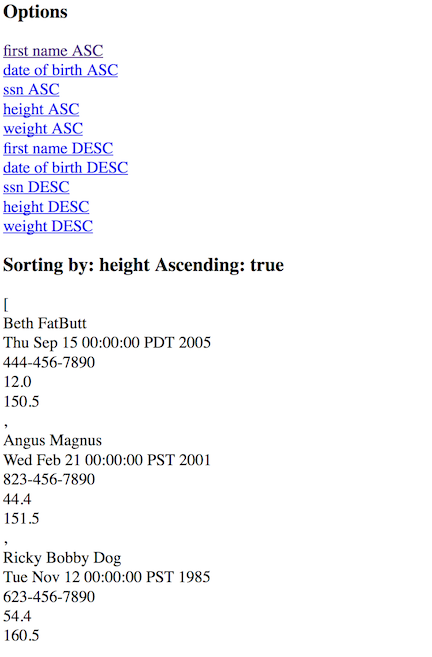 Options
first name ASC
date of birth ASC
ssn ASC
height ASC
weight ASC
first name DESC
date of birth DESC
ssn DESC
height DESC
weight DESC
Sorting by: height Ascending: true
[
Beth FatButt
Thu Sep 15 00:00:00 PDT 2005
444-456-7890
12.0
150.5
,
Angus Magnus
Wed Feb 21 00:00:00 PST 2001
823-456-7890
44.4
151.5
,
Ricky Bobby Dog
Tue Nov 12 00:00:00 PST 1985
623-456-7890
54.4
160.5